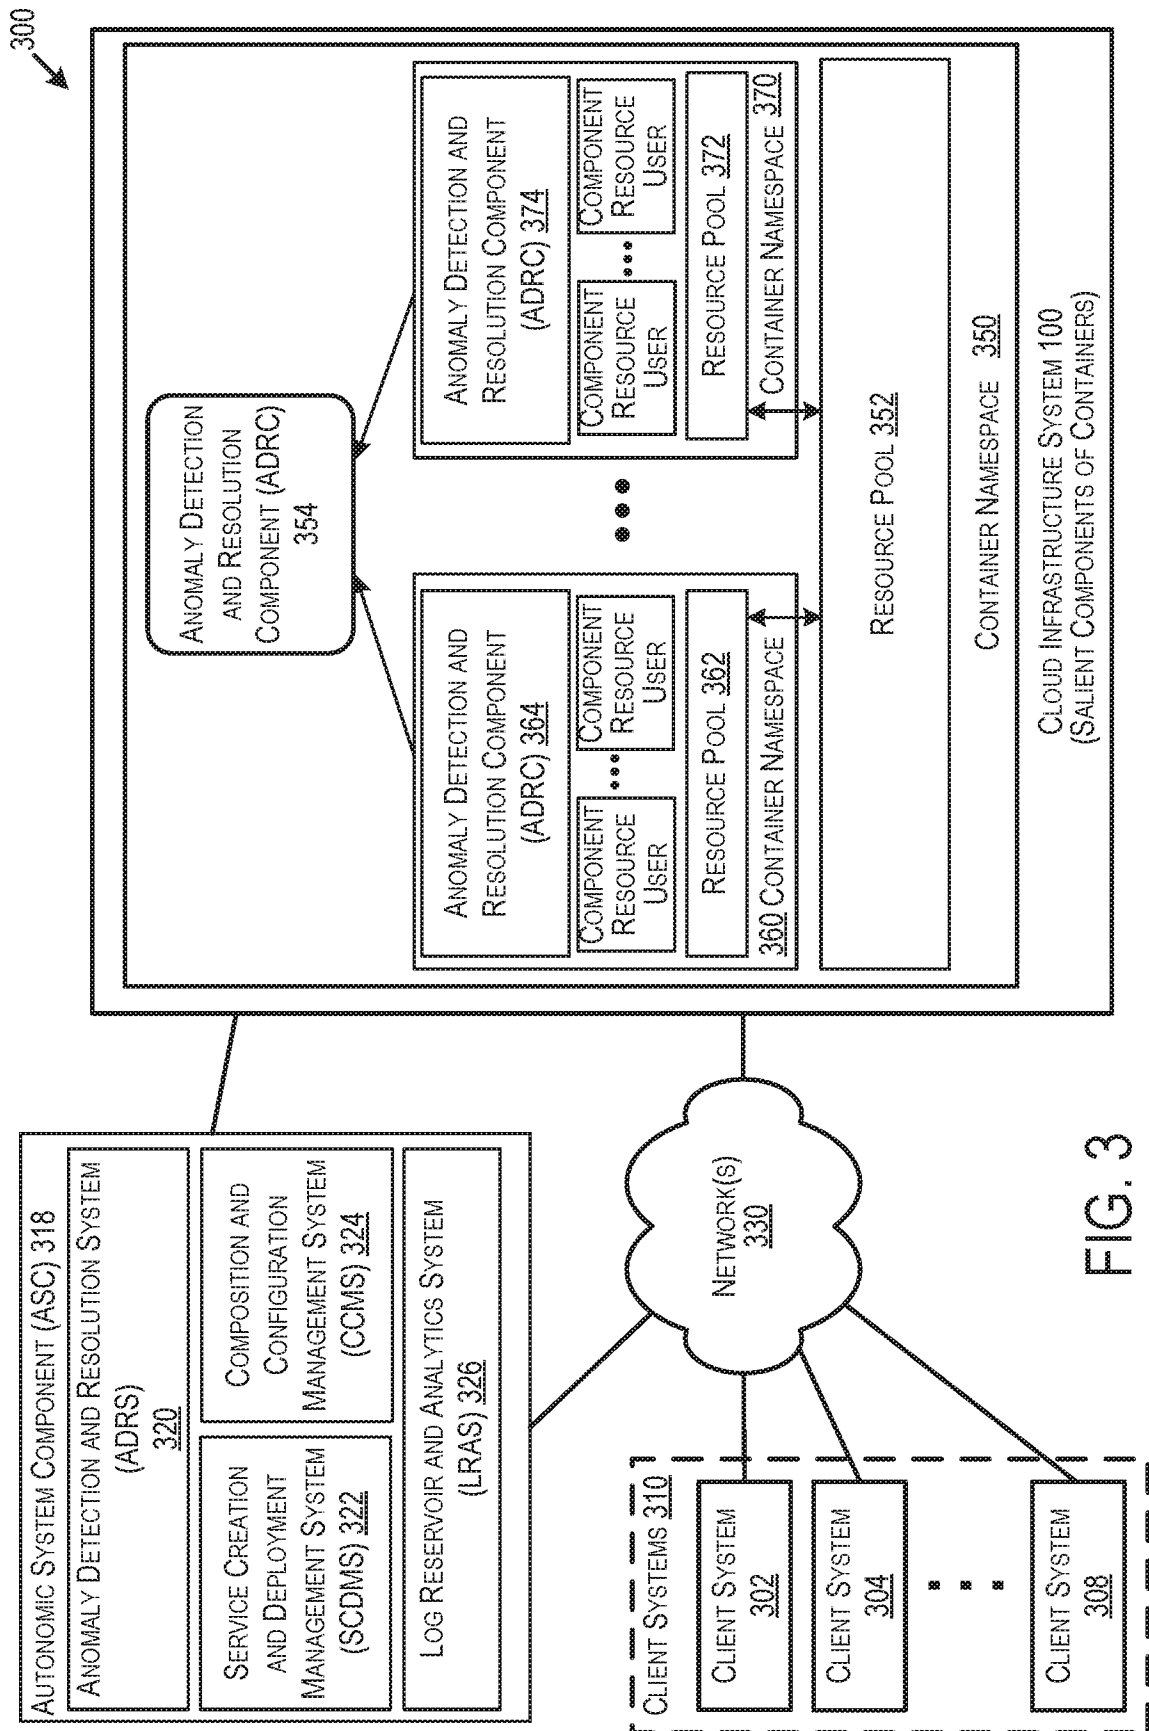 300
AUTONOMIC SYSTEM COMPONENT (ASC) 318
ANOMALY DETECTION AND RESOLUTION SYSTEM
(ADRS)
320
SERVICE CREATION
AND DEPLOYMENT
MANAGEMENT SYSTEM
(SCDMS) 322
COMPOSITION AND
CONFIGURATION
MANAGEMENT SYSTEM
(CCMS) 324
LOG RESERVOIR AND ANALYTICS SYSTEM
(LRAS) 326
CLIENT SYSTEMS 310
CLIENT SYSTEM
302
CLIENT SYSTEM
304
CLIENT SYSTEM
308
NETWORK(S)
330
ANOMALY DETECTION
AND RESOLUTION
COMPONENT (ADRC)
354
ANOMALY DETECTION AND
RESOLUTION COMPONENT
(ADRC) 364
COMPONENT
RESOURCE
USER
COMPONENT
RESOURCE
USER
RESOURCE POOL 362
360 CONTAINER NAMESPACE
ANOMALY DETECTION AND
RESOLUTION COMPONENT
(ADRC) 374
COMPONENT
RESOURCE
USER
COMPONENT
RESOURCE
USER
RESOURCE POOL 372
CONTAINER NAMESPACE 370
RESOURCE POOL 352
CONTAINER NAMESPACE 350
CLOUD INFRASTRUCTURE SYSTEM 100
(SALIENT COMPONENTS OF CONTAINERS)
FIG. 3